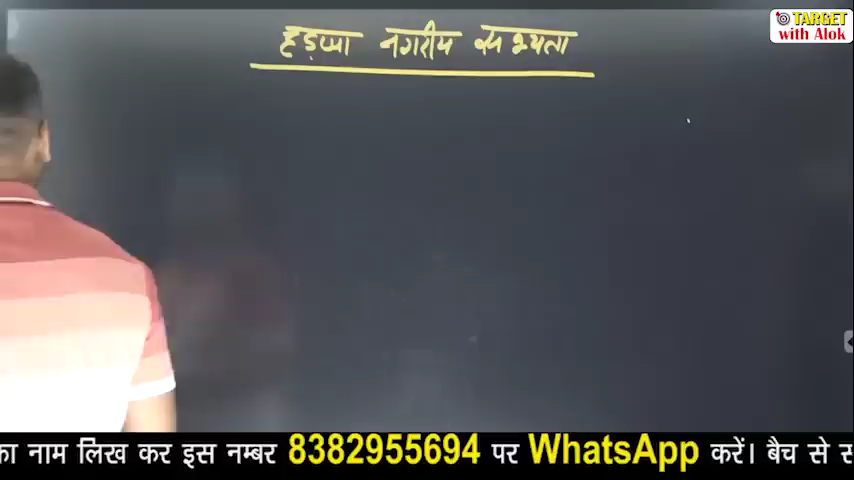 हड़प्पा नगरीय सभ्यता
TARGET
with Alok
का नाम लिख कर इस नम्बर 8382955694 पर WhatsApp करें। बैच से स